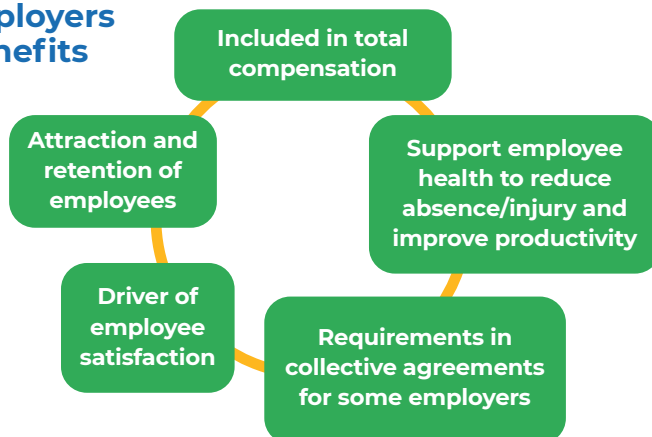 ployers
nefits
Included in total
compensation
Support employee
health to reduce
absence/injury and
improve productivity
Requirements in
collective agreements
for some employers
Driver of
employee
satisfaction
Attraction and
retention of
employees